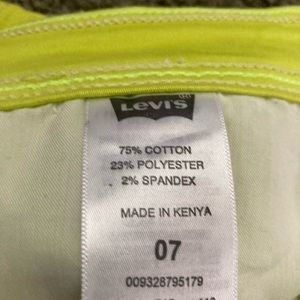 Levi's
75% COTTON
23% POLYESTER
2% SPANDEX
MADE IN KENYA
07
009328795179